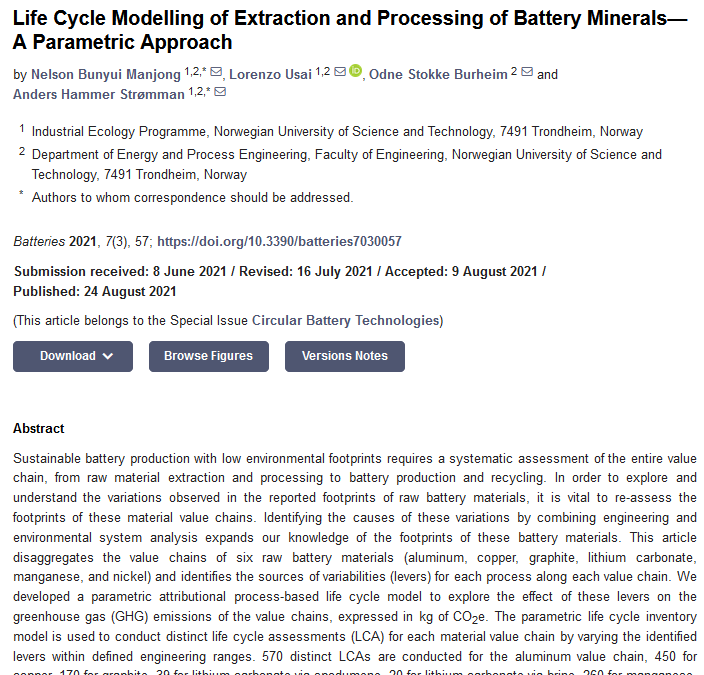 Life Cycle Modelling of Extraction and Processing of Battery Minerals—
A Parametric Approach
by Nelson Bunyui Manjong 1,2,* , Lorenzo Usai 1,2 , Odne Stokke Burheim 2 and
Anders Hammer Strømman 1,2,*
1 Industrial Ecology Programme, Norwegian University of Science and Technology, 7491 Trondheim, Norway
2 Department of Energy and Process Engineering, Faculty of Engineering, Norwegian University of Science and
Technology, 7491 Trondheim, Norway
* Authors to whom correspondence should be addressed.
Batteries 2021, 7(3), 57; https://doi.org/10.3390/batteries7030057
Submission received: 8 June 2021 / Revised: 16 July 2021 / Accepted: 9 August 2021 /
Published: 24 August 2021
(This article belongs to the Special Issue Circular Battery Technologies)
Download Browse Figures Versions Notes
Abstract
Sustainable battery production with low environmental footprints requires a systematic assessment of the entire value
chain, from raw material extraction and processing to battery production and recycling. In order to explore and
understand the variations observed in the reported footprints of raw battery materials, it is vital to re-assess the
footprints of these material value chains. Identifying the causes of these variations by combining engineering and
environmental system analysis expands our knowledge of the footprints of these battery materials. This article
disaggregates the value chains of six raw battery materials (aluminum, copper, graphite, lithium carbonate,
manganese, and nickel) and identifies the sources of variabilities (levers) for each process along each value chain. We
developed a parametric attributional process-based life cycle model to explore the effect of these levers on the
greenhouse gas (GHG) emissions of the value chains, expressed in kg of CO2e. The parametric life cycle inventory
model is used to conduct distinct life cycle assessments (LCA) for each material value chain by varying the identified
levers within defined engineering ranges. 570 distinct LCAs are conducted for the aluminum value chain, 450 for
copper, 170 for graphite, 39 for lithium carbonate via spodumene, 20 for lithium carbonate via brine, 260 for manganese,